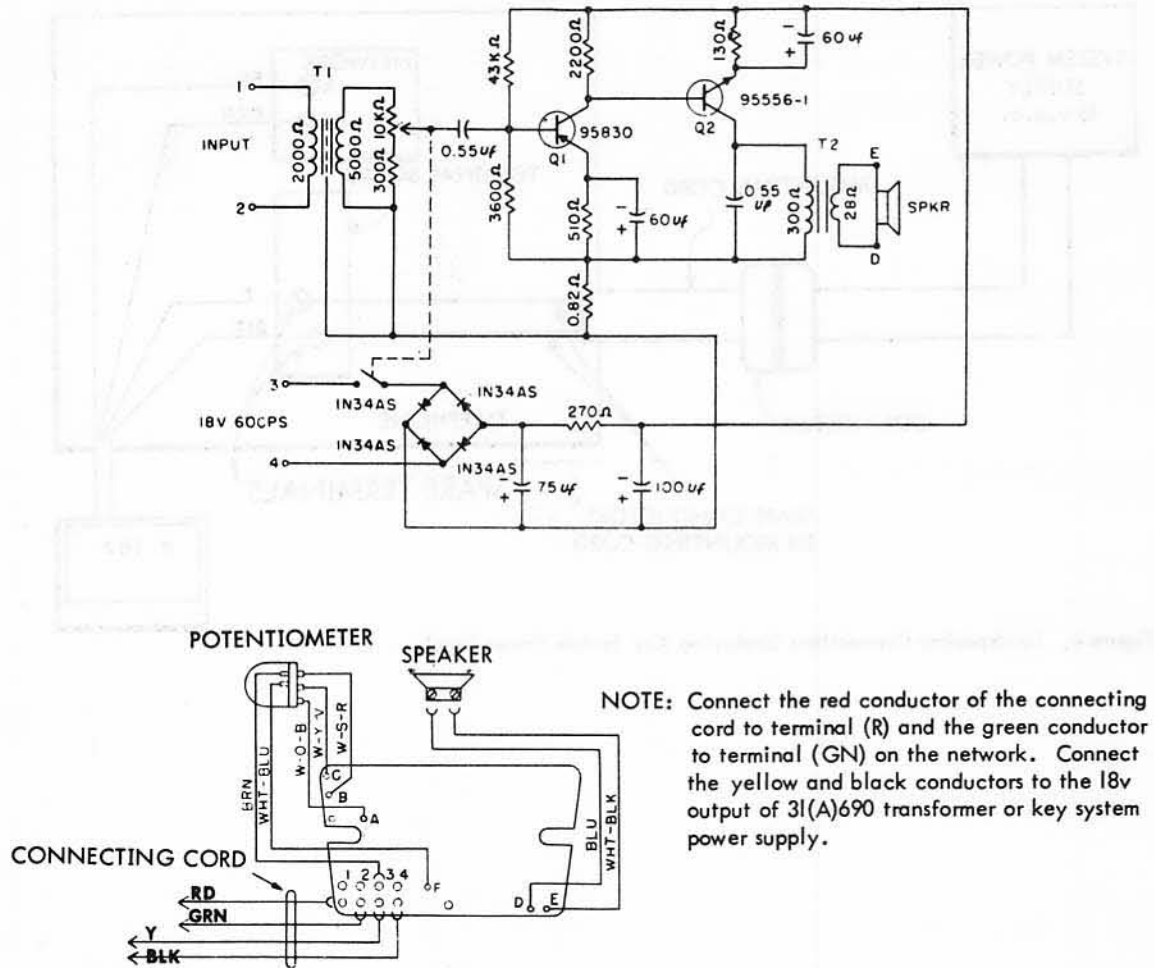 T1
1
INPUT
2
2000Ω
5000Ω
10KΩ
300Ω
0.55uf
43KΩ
3600Ω
2200Ω
95830
Q1
510Ω
60uf
0.82Ω
130Ω
60uf
95556-1
Q2
0.55
uf
T2
300Ω
28Ω
E
SPKR
D
3
18V 60CPS
4
1N34AS
1N34AS
1N34AS
1N34AS
270Ω
75uf
100uf
POTENTIOMETER
SPEAKER
BRN
WHT-BLU
W-O-B
W-Y-V
W-S-R
C
B
A
BLU
WHT-BLK
CONNECTING CORD
1 2 3 4
F
D
E
RD
GRN
Y
BLK
NOTE: Connect the red conductor of the connecting
cord to terminal (R) and the green conductor
to terminal (GN) on the network. Connect
the yellow and black conductors to the 18v
output of 31(A)690 transformer or key system
power supply.